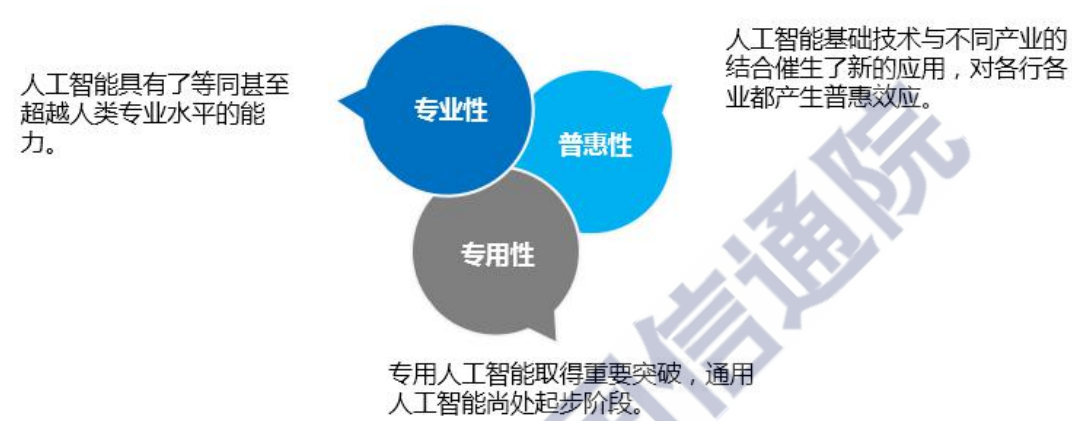 人工智能具有了等同甚至
超越人类专业水平的能
力。
专业性
普惠性
人工智能基础技术与不同产业的
结合催生了新的应用，对各行各
业都产生普惠效应。
专用性
专用人工智能取得重要突破，通用
人工智能尚处起步阶段。
信通院